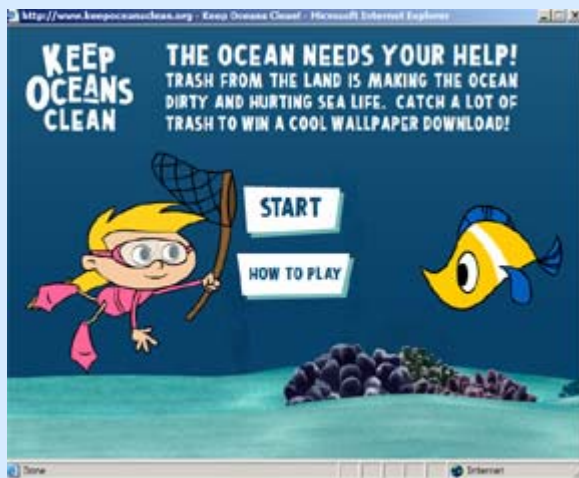 http://www.keepoceansclean.org - Keep Oceans Clean! - Microsoft Internet Explorer
KEEP
OCEANS
CLEAN
THE OCEAN NEEDS YOUR HELP!
TRASH FROM THE LAND IS MAKING THE OCEAN
DIRTY AND HURTING SEA LIFE. CATCH A LOT OF
TRASH TO WIN A COOL WALLPAPER DOWNLOAD!
START
HOW TO PLAY
Done
Internet